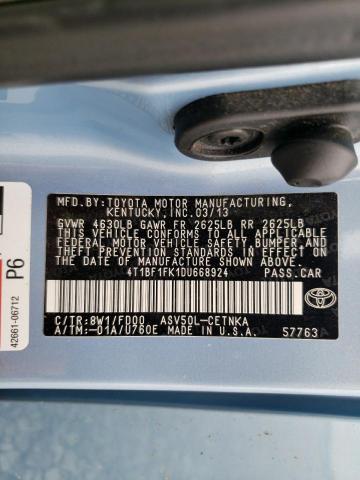 MFD.BY:TOYOTA MOTOR MANUFACTURING,
KENTUCKY,INC.03/13
GVWR 4630LB GAWR FR 2625LB RR 2625LB
THIS VEHICLE CONFORMS TO ALL APPLICABLE
FEDERAL MOTOR VEHICLE SAFETY, BUMPER, AND
THEFT PREVENTION STANDARDS IN EFFECT ON
THE DATE OF MANUFACTURE SHOWN ABOVE.
4T1BF1FK1DU668924 PASS.CAR
C/TR:8W1/FD00 ASV50L-CETNKA
A/TM:-01A/U760E MADE IN U.S.A. 57763
TOYOTA
P6
42661-06712